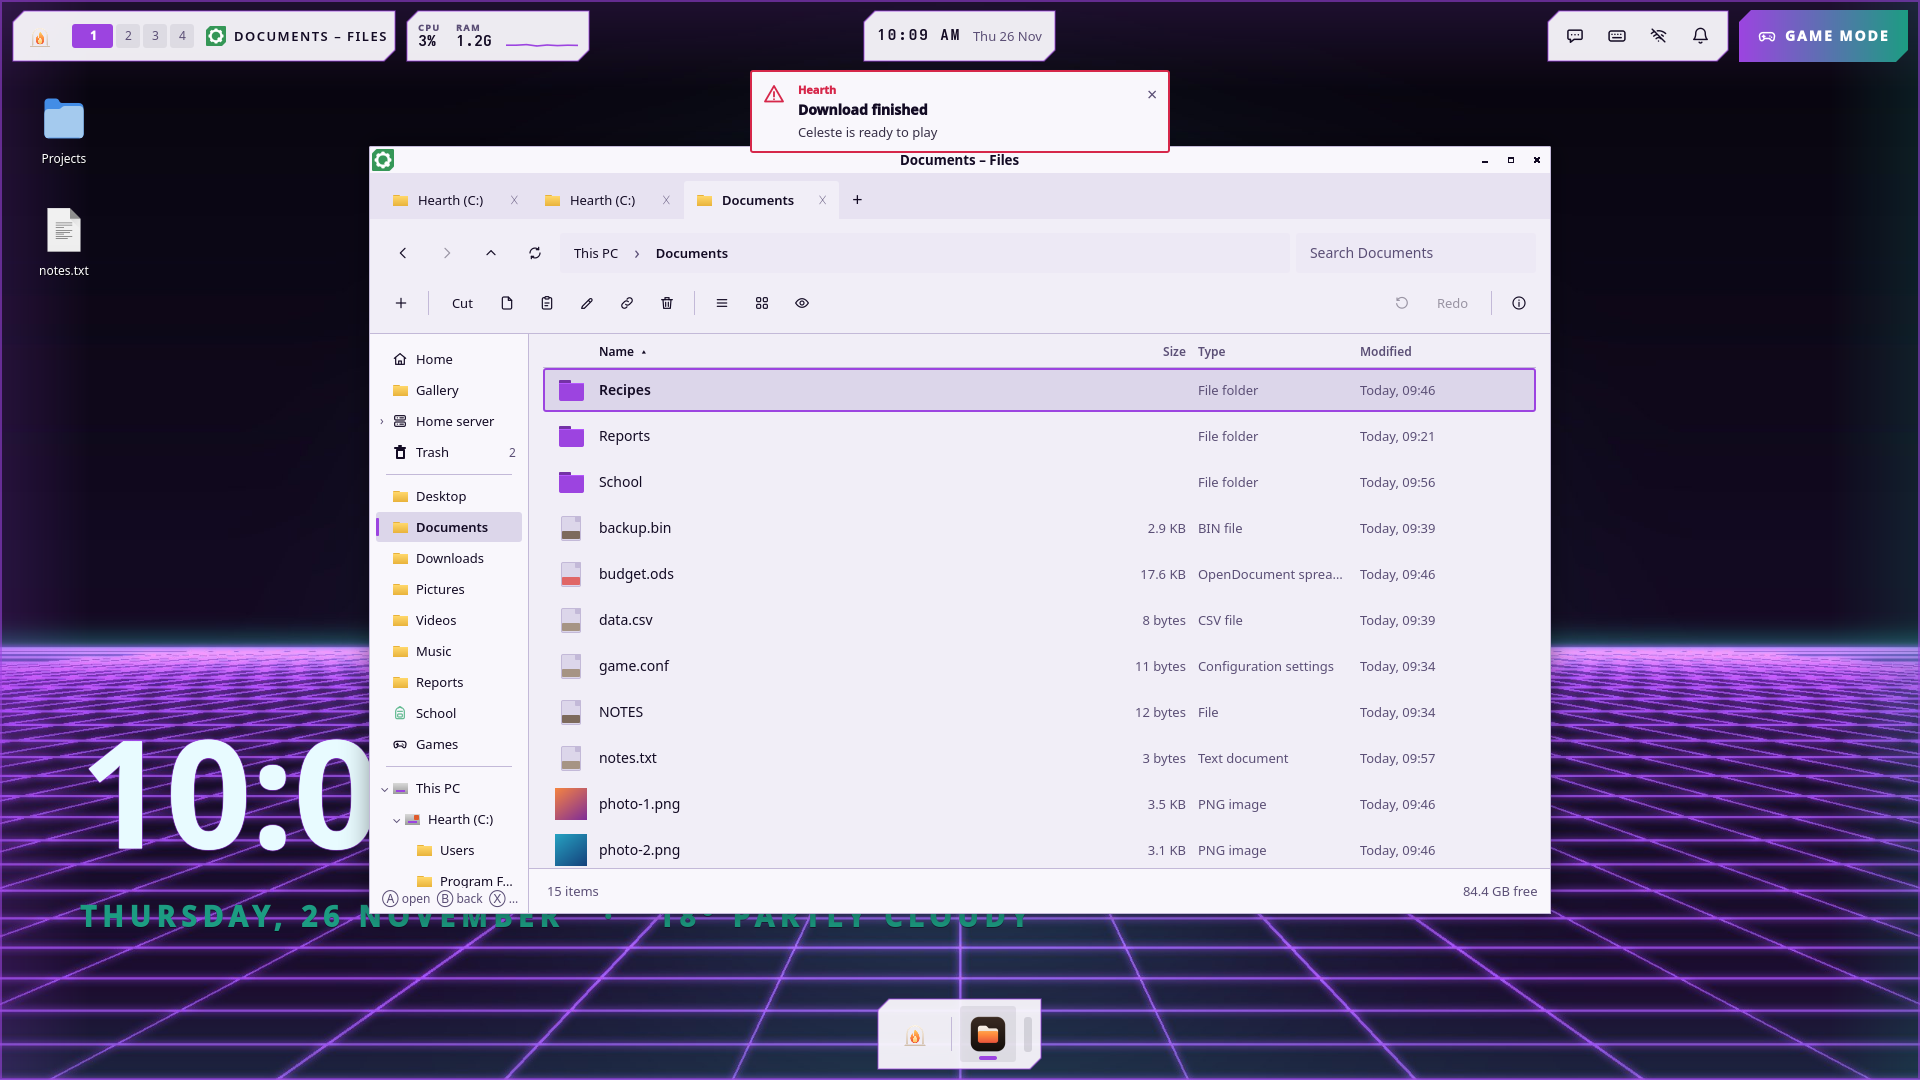 1 2 3 4 DOCUMENTS – FILES
CPU 3% RAM 1.2G
10:09 AM Thu 26 Nov
GAME MODE
Projects
notes.txt
Hearth
Download finished
Celeste is ready to play
Documents – Files
Hearth (C:) Hearth (C:) Documents
This PC › Documents
Search Documents
Cut
Redo
Name Size Type Modified
Home
Gallery
Home server
Trash 2
Desktop
Documents
Downloads
Pictures
Videos
Music
Reports
School
Games
This PC
Hearth (C:)
Users
Program F...
A open B back X ...
Recipes File folder Today, 09:46
Reports File folder Today, 09:21
School File folder Today, 09:56
backup.bin 2.9 KB BIN file Today, 09:39
budget.ods 17.6 KB OpenDocument sprea... Today, 09:46
data.csv 8 bytes CSV file Today, 09:39
game.conf 11 bytes Configuration settings Today, 09:34
NOTES 12 bytes File Today, 09:34
notes.txt 3 bytes Text document Today, 09:57
photo-1.png 3.5 KB PNG image Today, 09:46
photo-2.png 3.1 KB PNG image Today, 09:46
15 items
84.4 GB free
10:0
THURSDAY, 26 NOVEMBER · 18° PARTLY CLOUDY